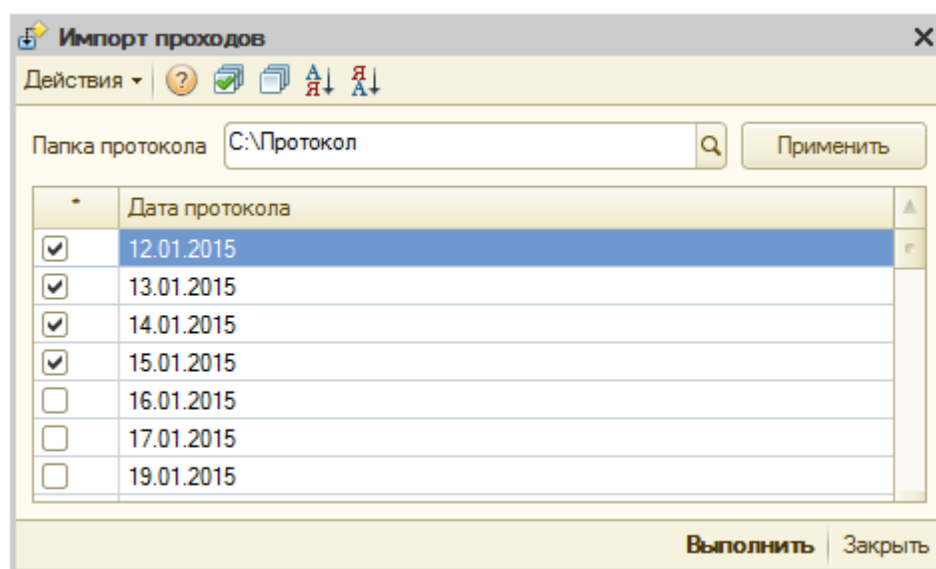 Импорт проходов
Действия
Папка протокола C:\Протокол Применить
* Дата протокола
12.01.2015
13.01.2015
14.01.2015
15.01.2015
16.01.2015
17.01.2015
19.01.2015
Выполнить Закрыть